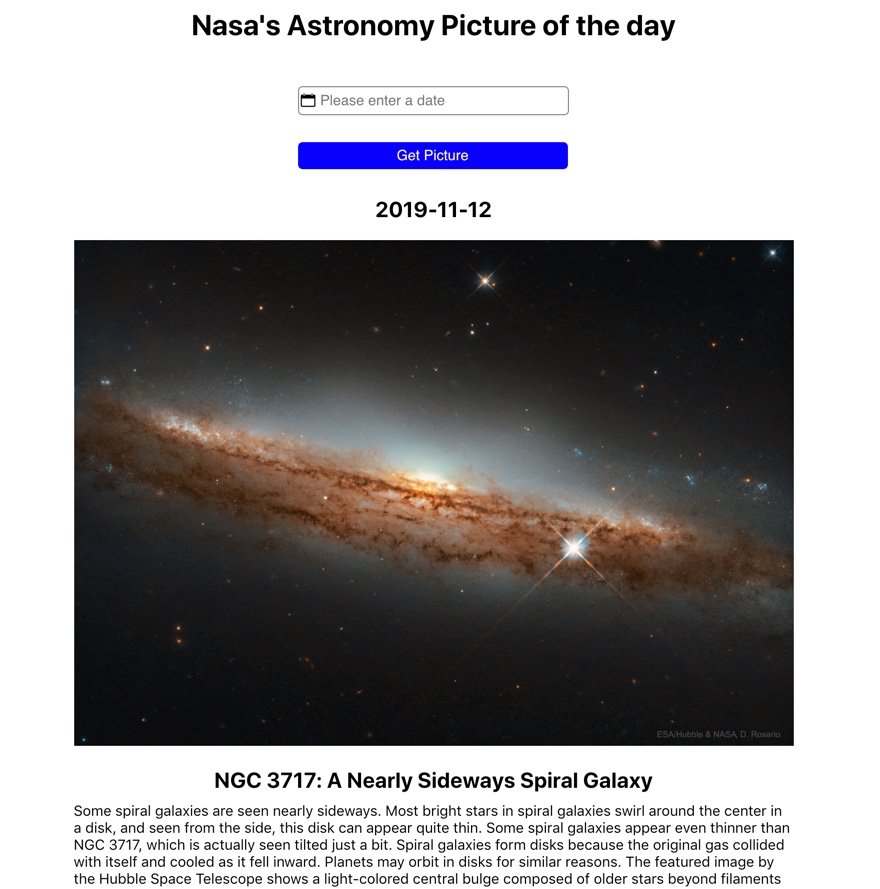 Nasa's Astronomy Picture of the day
Please enter a date
Get Picture
2019-11-12
ESA/Hubble & NASA, D. Rosario
NGC 3717: A Nearly Sideways Spiral Galaxy
Some spiral galaxies are seen nearly sideways. Most bright stars in spiral galaxies swirl around the center in
a disk, and seen from the side, this disk can appear quite thin. Some spiral galaxies appear even thinner than
NGC 3717, which is actually seen tilted just a bit. Spiral galaxies form disks because the original gas collided
with itself and cooled as it fell inward. Planets may orbit in disks for similar reasons. The featured image by
the Hubble Space Telescope shows a light-colored central bulge composed of older stars beyond filaments